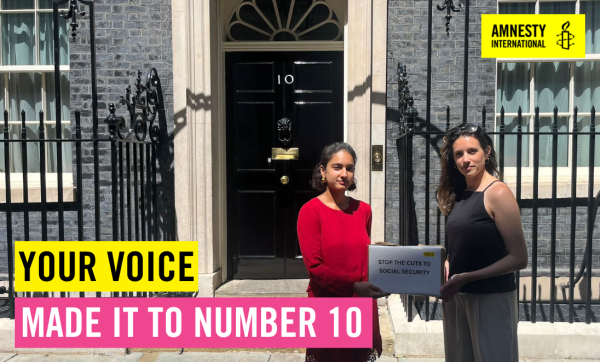 AMNESTY
INTERNATIONAL
10
STOP THE CUTS TO
SOCIAL SECURITY
YOUR VOICE
MADE IT TO NUMBER 10